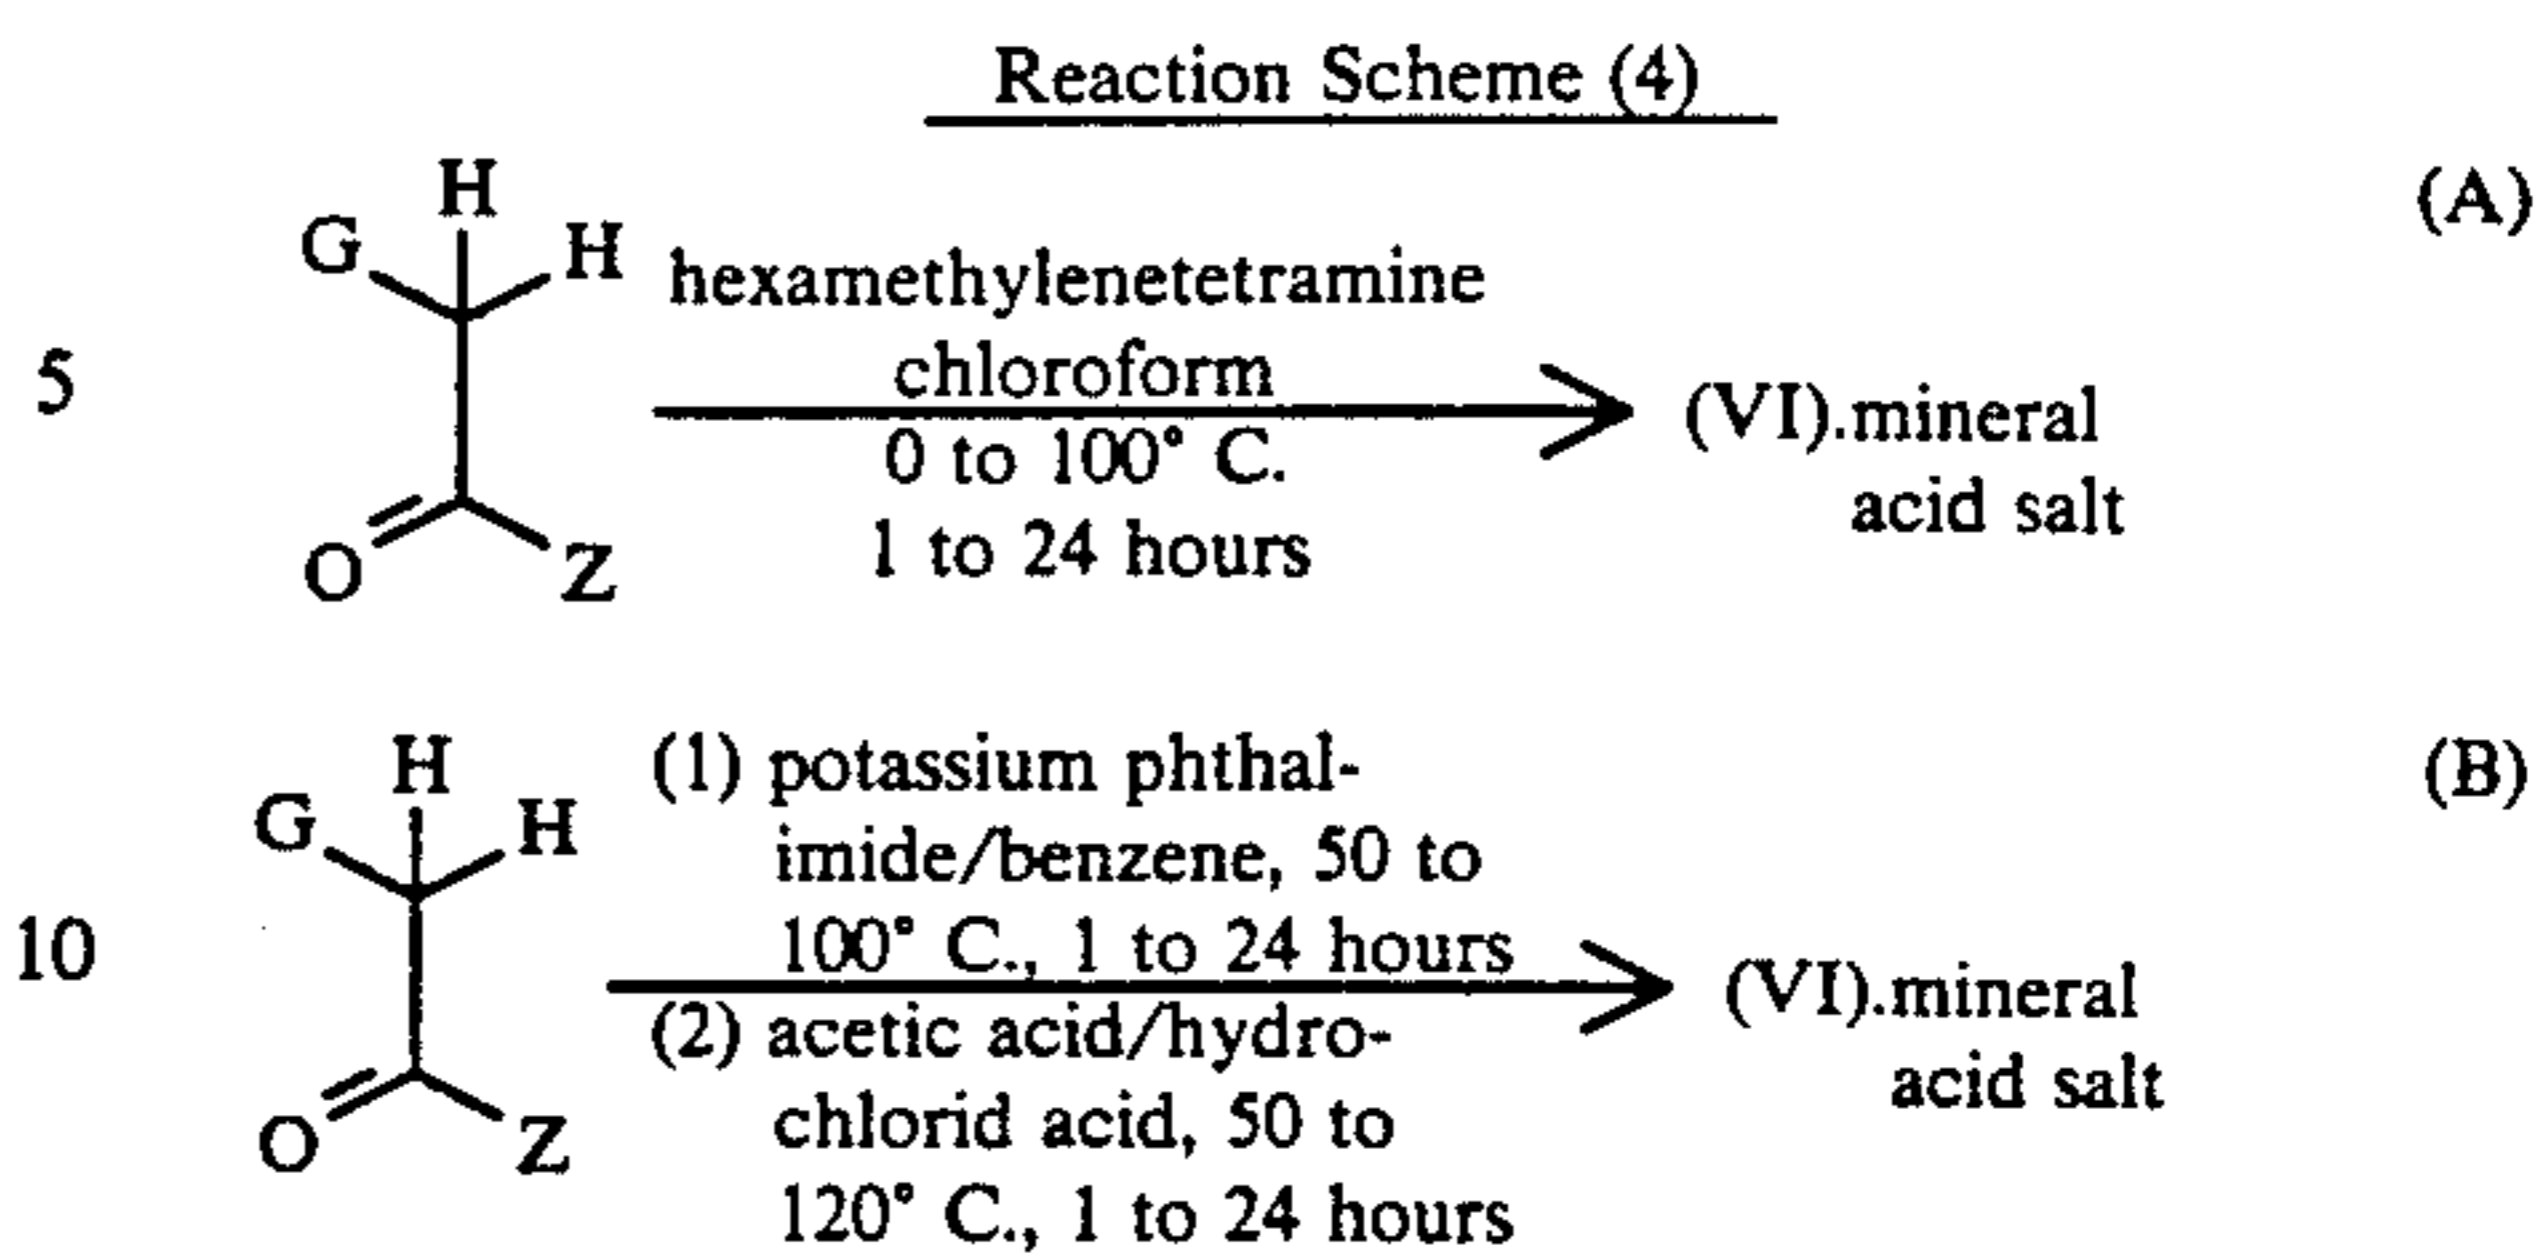 Reaction Scheme (4)
(A)
H
G
H
hexamethylenetetramine
chloroform
5
(VI).mineral
0 to 100° C.
acid salt
O
Z
1 to 24 hours
(B)
H
G
H
(1) potassium phthal-
imide/benzene, 50 to
100° C., 1 to 24 hours
10
(VI).mineral
(2) acetic acid/hydro-
acid salt
O
Z
chlorid acid, 50 to
120° C., 1 to 24 hours